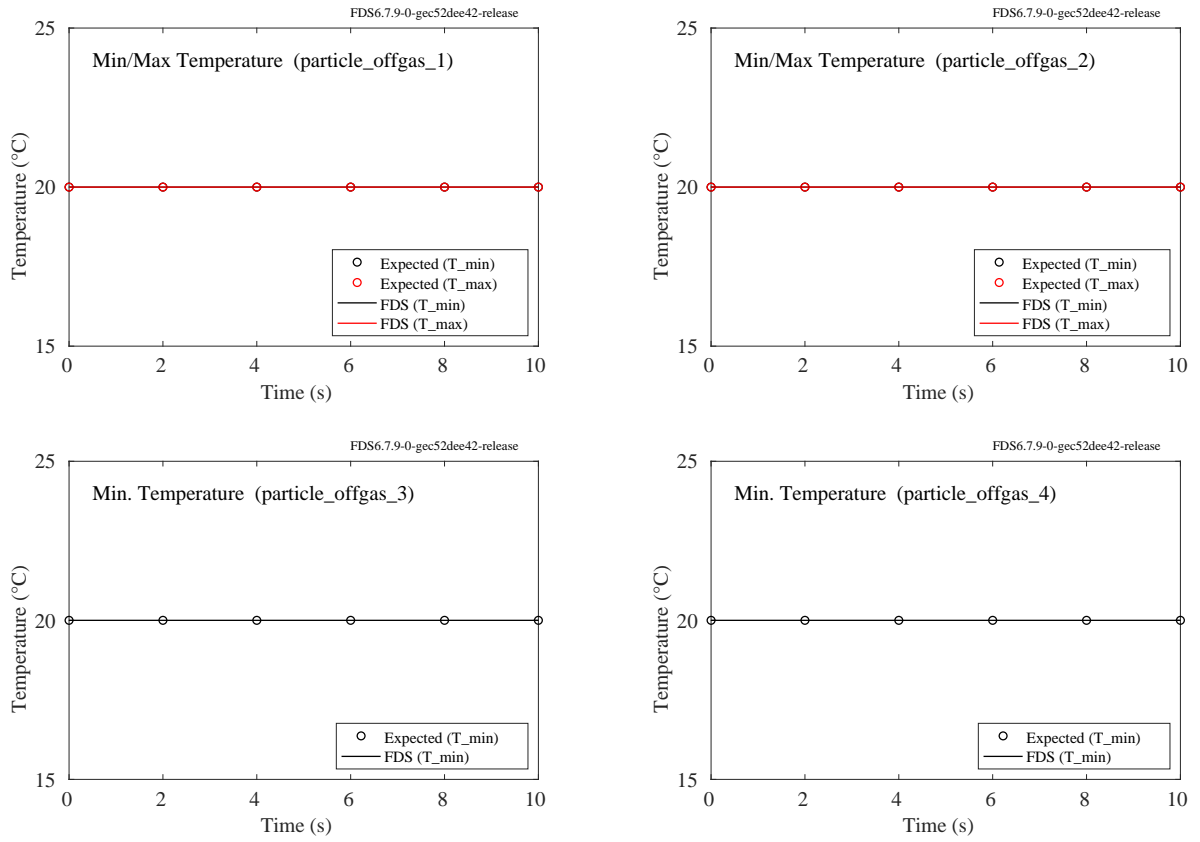 FDS6.7.9-0-gec52dee42-release
Min/Max Temperature (particle_offgas_1)
Temperature (°C)
25
20
15
Expected (T_min)
Expected (T_max)
FDS (T_min)
FDS (T_max)
0 2 4 6 8 10
Time (s)
FDS6.7.9-0-gec52dee42-release
Min/Max Temperature (particle_offgas_2)
Temperature (°C)
25
20
15
Expected (T_min)
Expected (T_max)
FDS (T_min)
FDS (T_max)
0 2 4 6 8 10
Time (s)
FDS6.7.9-0-gec52dee42-release
Min. Temperature (particle_offgas_3)
Temperature (°C)
25
20
15
Expected (T_min)
FDS (T_min)
0 2 4 6 8 10
Time (s)
FDS6.7.9-0-gec52dee42-release
Min. Temperature (particle_offgas_4)
Temperature (°C)
25
20
15
Expected (T_min)
FDS (T_min)
0 2 4 6 8 10
Time (s)